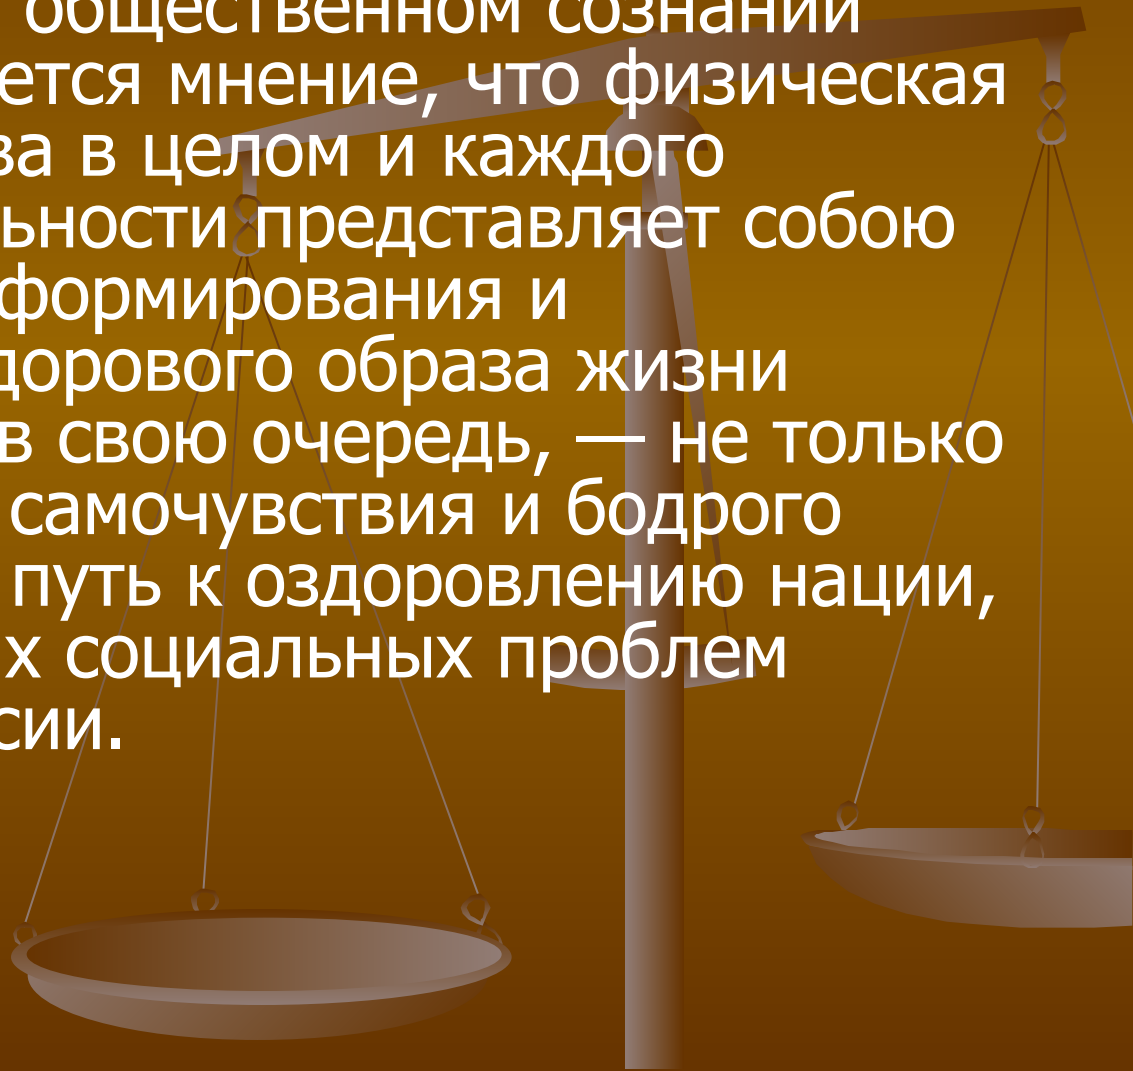 общественном сознании
ется мнение, что физическая
ва в целом и каждого
ьности представляет собою
формирования и
дорового образа жизни
в свою очередь, — не только
самочувствия и бодрого
путь к оздоровлению нации,
х социальных проблем
сии.